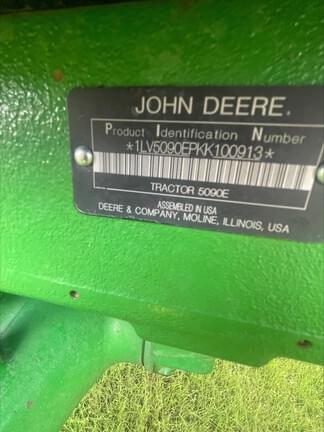 JOHN DEERE.
Product Identification Number
*1LV5090EPKK100913*
TRACTOR 5090E
ASSEMBLED IN USA
DEERE & COMPANY, MOLINE, ILLINOIS, USA